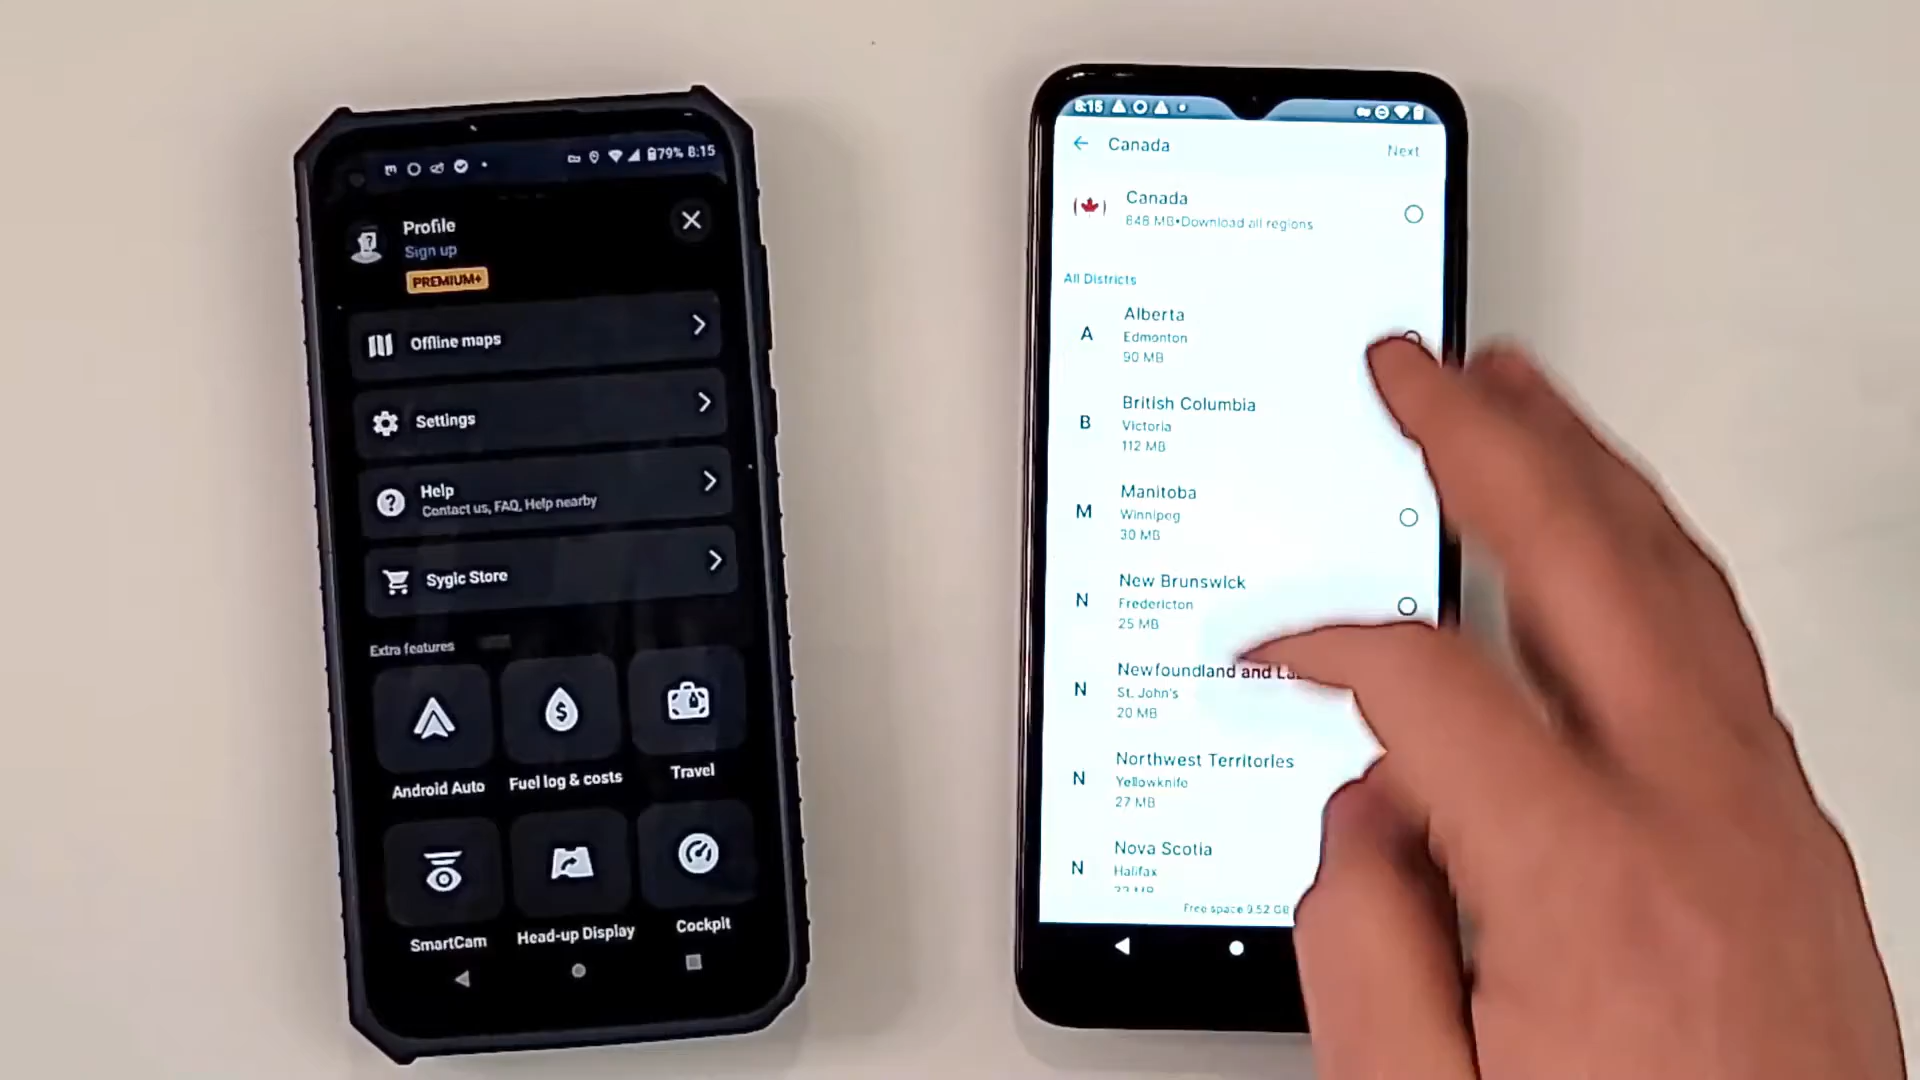 79% 8:15
Profile
Sign up
PREMIUM+
Offline maps
Settings
Help
Contact us, FAQ, Help nearby
Sygic Store
Extra features
Android Auto
Fuel log & costs
Travel
SmartCam
Head-up Display
Cockpit
8:15
Canada
Next
Canada
648 MB•Download all regions
All Districts
A
Alberta
Edmonton
90 MB
B
British Columbia
Victoria
112 MB
M
Manitoba
Winnipeg
30 MB
N
New Brunswick
Fredericton
25 MB
N
Newfoundland and
St. John's
20 MB
N
Northwest Territories
Yellowknife
27 MB
N
Nova Scotia
Halifax
Free space 9.52 GB